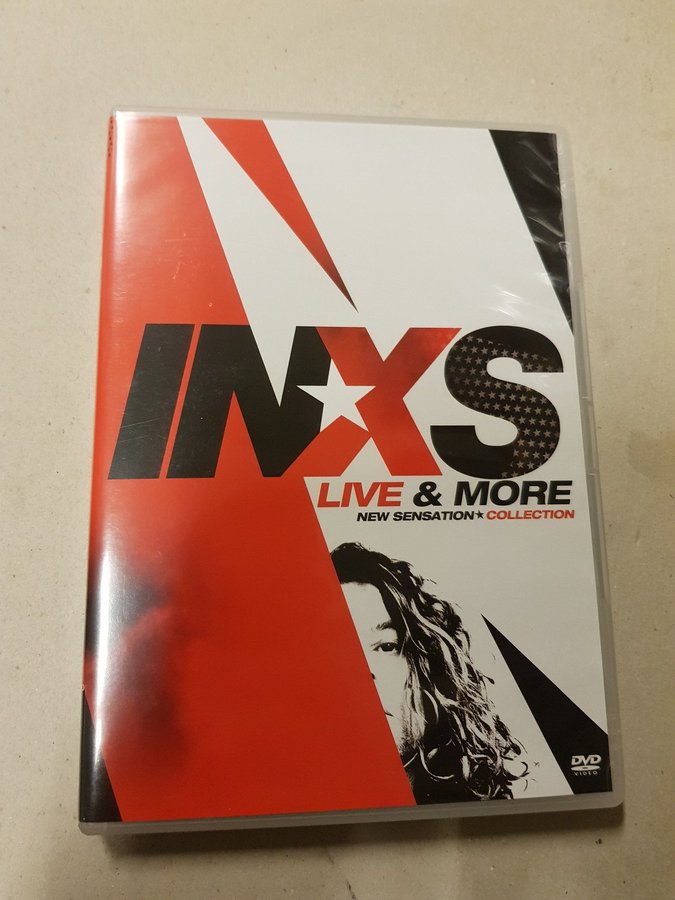 INXS
LIVE & MORE
NEW SENSATION★COLLECTION
DVD
VIDEO